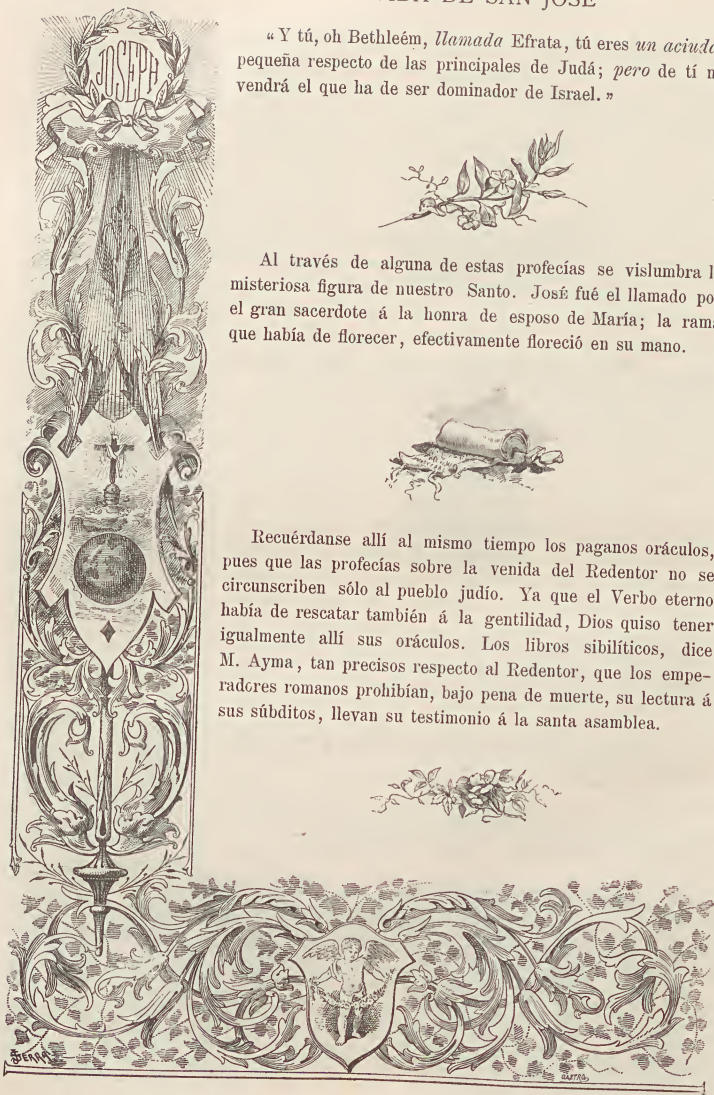 DE SAN JOSÉ
JOSEPH
« Y tú, oh Bethleém, llamada Efrata, tú eres un
pequeña respecto de las principales de Judá; pero de tí
vendrá el que ha de ser dominador de Israel. »
Al través de alguna de estas profecías se vislumbra
misteriosa figura de nuestro Santo. José fué el llamado
el gran sacerdote á la honra de esposo de María; la
que había de florecer, efectivamente floreció en su mano.
Recuérdanse allí al mismo tiempo los paganos oráculos,
pues que las profecías sobre la venida del Redentor no se
circunscriben sólo al pueblo judío. Ya que el Verbo eterno
había de rescatar también á la gentilidad, Dios quiso tener
igualmente allí sus oráculos. Los libros sibilíticos, dice
M. Ayma, tan precisos respecto al Redentor, que los empe-
radores romanos prohibían, bajo pena de muerte, su lectura á
sus súbditos, llevan su testimonio á la santa asamblea.
SERRA